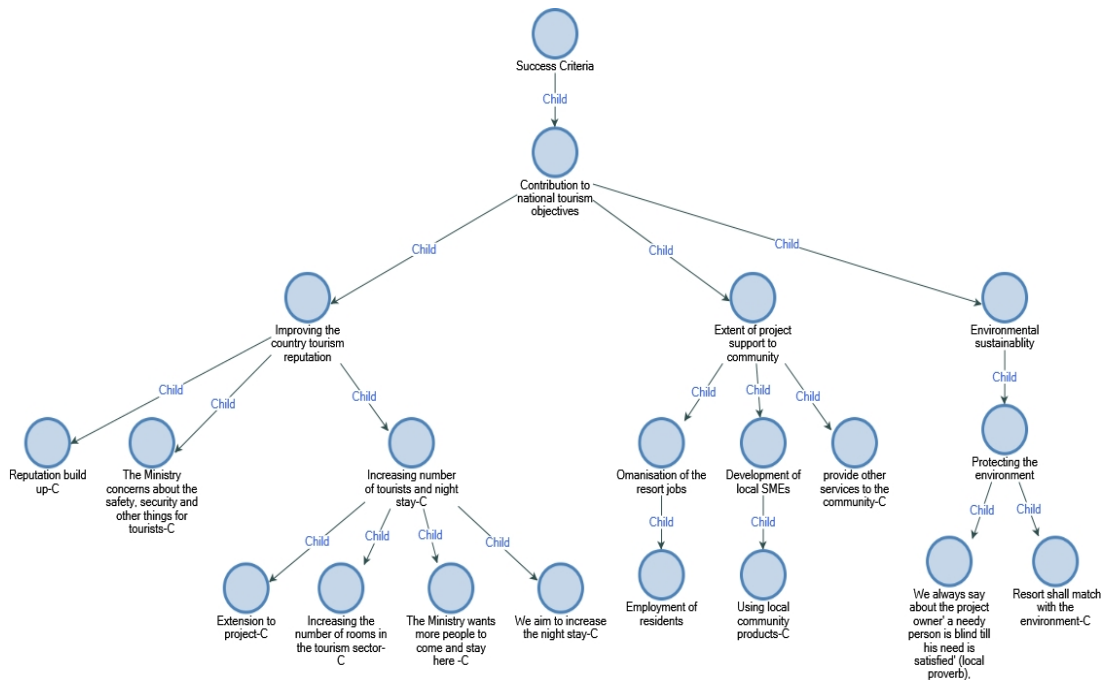 Success Criteria
Child
Contribution to
national tourism
objectives
Child
Child
Child
Improving the
country tourism
reputation
Extent of project
support to
community
Environmental
sustainablity
Child
Child
Child
Child
Child
Child
Child
Reputation build
up-C
The Ministry
concerns about the
safety, security and
other things for
tourists-C
Increasing number
of tourists and night
stay-C
Omanisation of the
resort jobs
Development of
local SMEs
provide other
services to the
community-C
Protecting the
environment
Child
Child
Child
Child
Child
Child
Child
Child
Extension to
project-C
Increasing the
number of rooms in
the tourism sector-
C
The Ministry wants
more people to
come and stay
here -C
We aim to increase
the night stay-C
Employment of
residents
Using local
community
products-C
We always say
about the project
owner' a needy
person is blind till
his need is
satisfied' (local
proverb),
Resort shall match
with the
environment-C